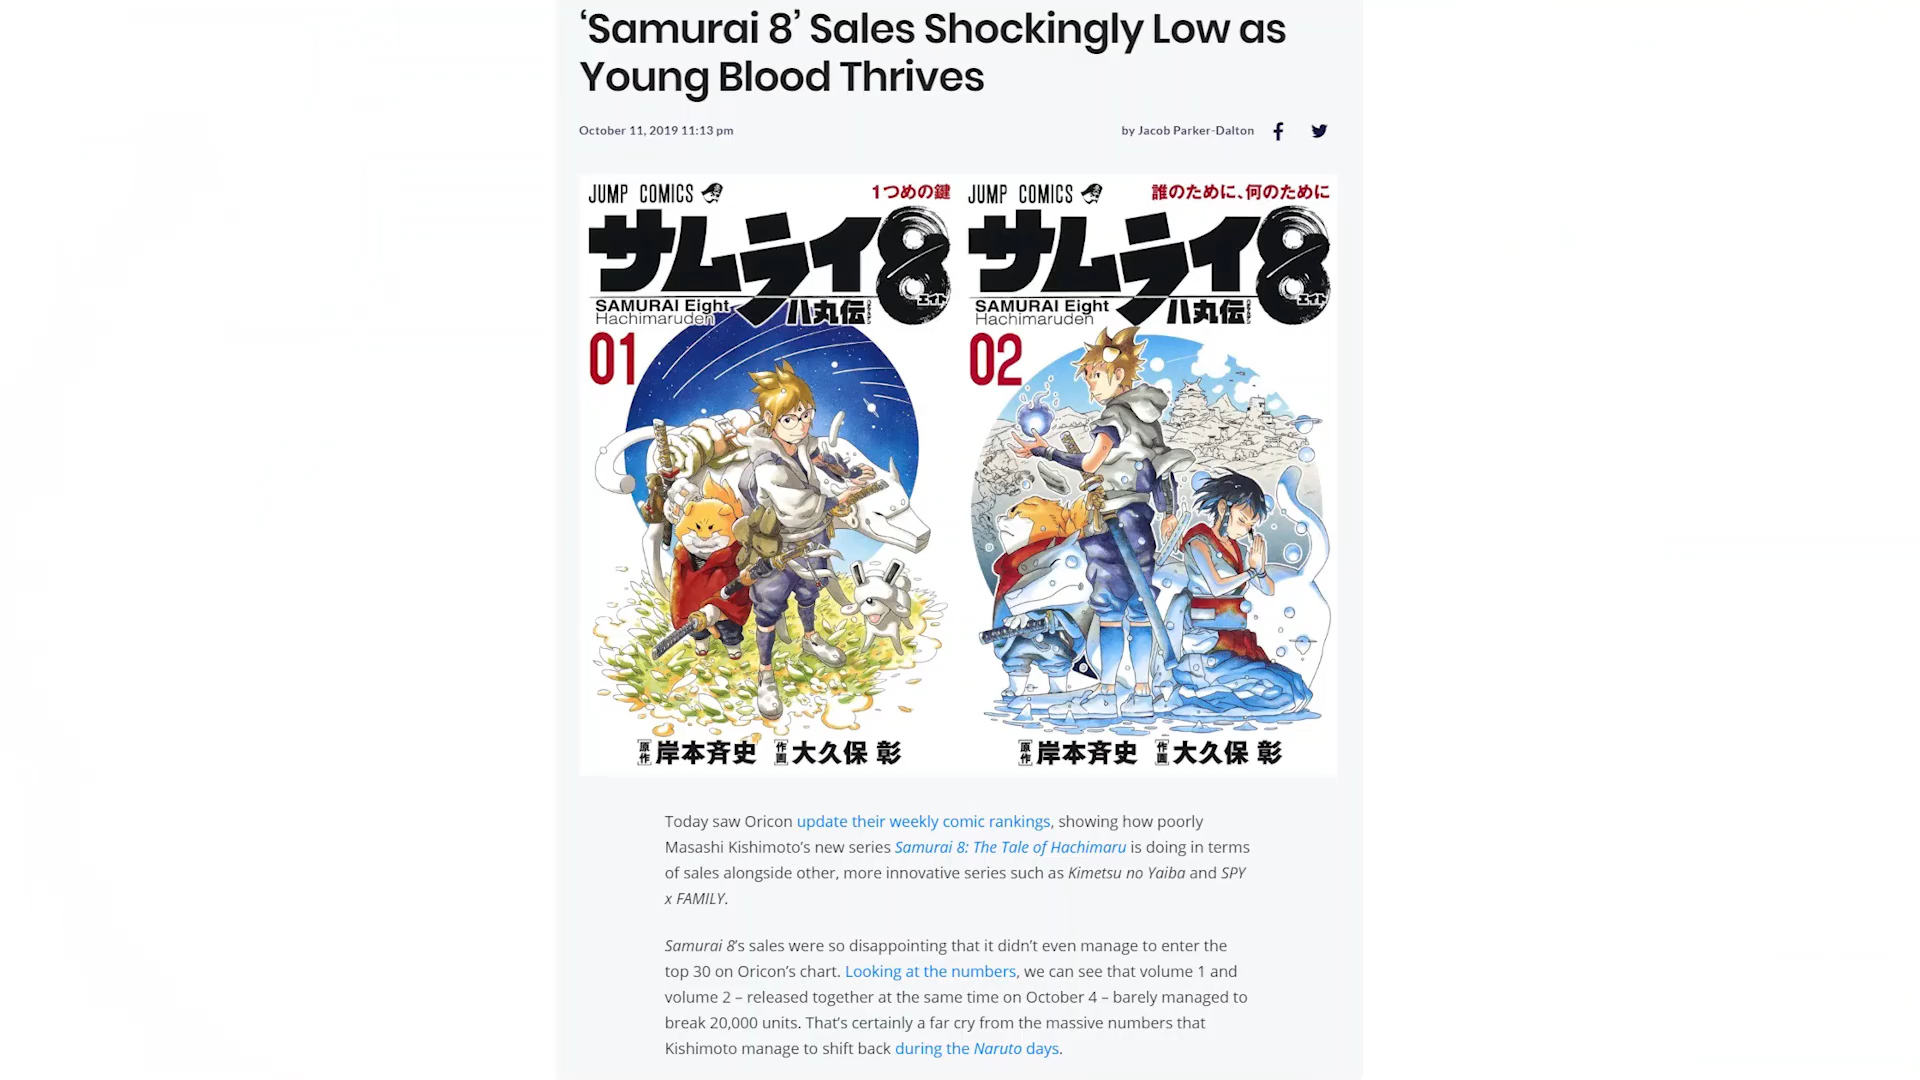 ‘Samurai 8’ Sales Shockingly Low as
Young Blood Thrives
October 11, 2019 11:13 pm
by Jacob Parker-Dalton
JUMP COMICS
1つめの鍵
サムライ8
エイト
SAMURAI Eight
Hachimaruden
八丸伝
01
原作 岸本斉史 作画 大久保 彰
JUMP COMICS
誰のために、何のために
サムライ8
エイト
SAMURAI Eight
Hachimaruden
八丸伝
02
原作 岸本斉史 作画 大久保 彰
Today saw Oricon update their weekly comic rankings, showing how poorly
Masashi Kishimoto’s new series Samurai 8: The Tale of Hachimaru is doing in terms
of sales alongside other, more innovative series such as Kimetsu no Yaiba and SPY
x FAMILY.
Samurai 8’s sales were so disappointing that it didn’t even manage to enter the
top 30 on Oricon’s chart. Looking at the numbers, we can see that volume 1 and
volume 2 – released together at the same time on October 4 – barely managed to
break 20,000 units. That’s certainly a far cry from the massive numbers that
Kishimoto manage to shift back during the Naruto days.